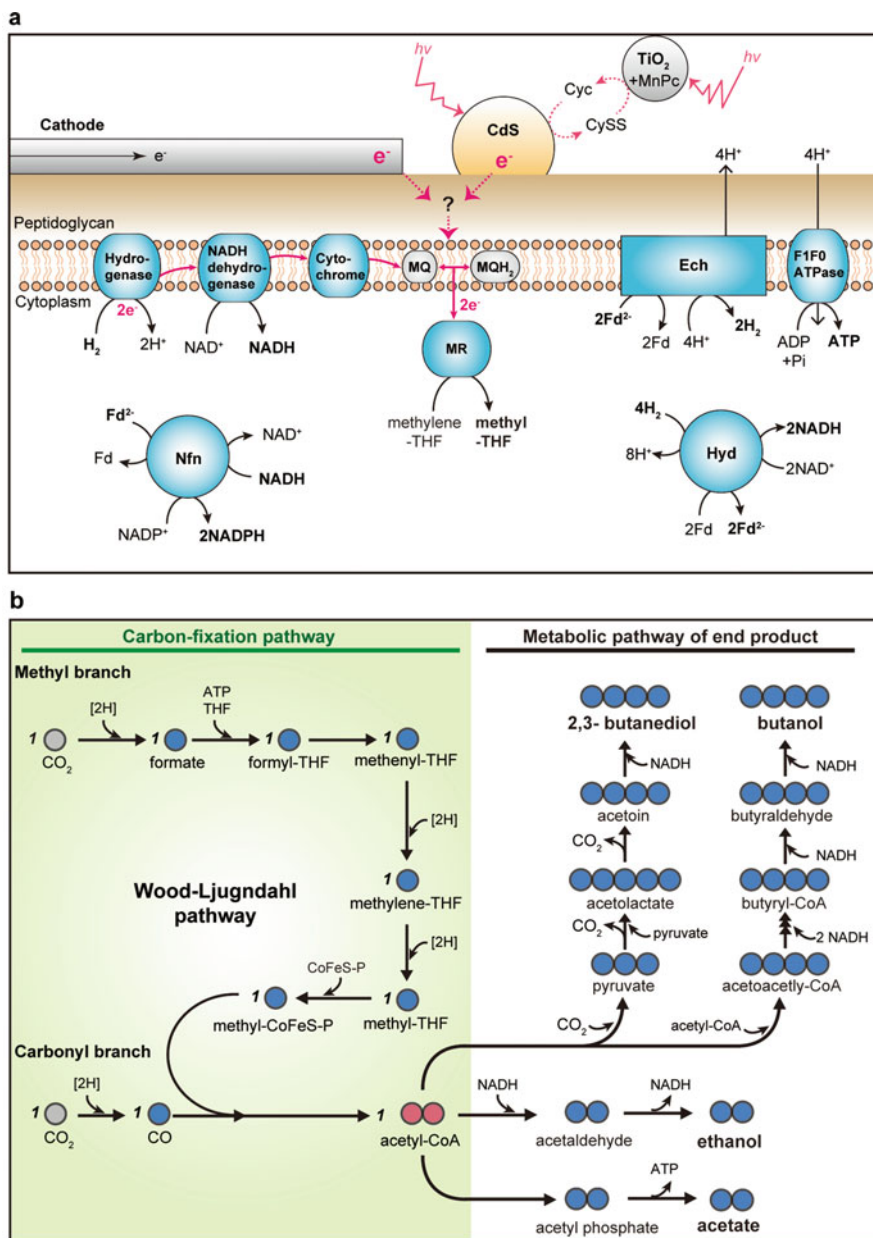 a
hν
TiO2
+MnPc
hν
Cyc
CySS
CdS
Cathode
e-
e-
e-
4H+
4H+
?
Peptidoglycan
Cytoplasm
Hydro-
genase
NADH
dehydro-
genase
Cyto-
chrome
MQ
MQH2
Ech
F1F0
ATPase
2e-
2e-
H2
2H+
NAD+
NADH
MR
2Fd2-
2Fd
4H+
2H2
ADP
+Pi
ATP
methylene
-THF
methyl
-THF
Fd2-
Fd
Nfn
NAD+
NADH
NADP+
2NADPH
4H2
8H+
Hyd
2NADH
2NAD+
2Fd
2Fd2-
b
Carbon-fixation pathway
Metabolic pathway of end product
Methyl branch
[2H]
ATP
THF
1
CO2
1
formate
1
formyl-THF
1
methenyl-THF
[2H]
1
methylene-THF
Wood-Ljugndahl
pathway
[2H]
CoFeS-P
1
methyl-CoFeS-P
1
methyl-THF
Carbonyl branch
[2H]
1
CO2
1
CO
1
acetyl-CoA
2,3- butanediol
NADH
acetoin
CO2
acetolactate
CO2
pyruvate
pyruvate
CO2
butanol
NADH
butyraldehyde
NADH
butyryl-CoA
2 NADH
acetoacetly-CoA
acetyl-CoA
NADH
acetaldehyde
NADH
ethanol
acetyl phosphate
ATP
acetate